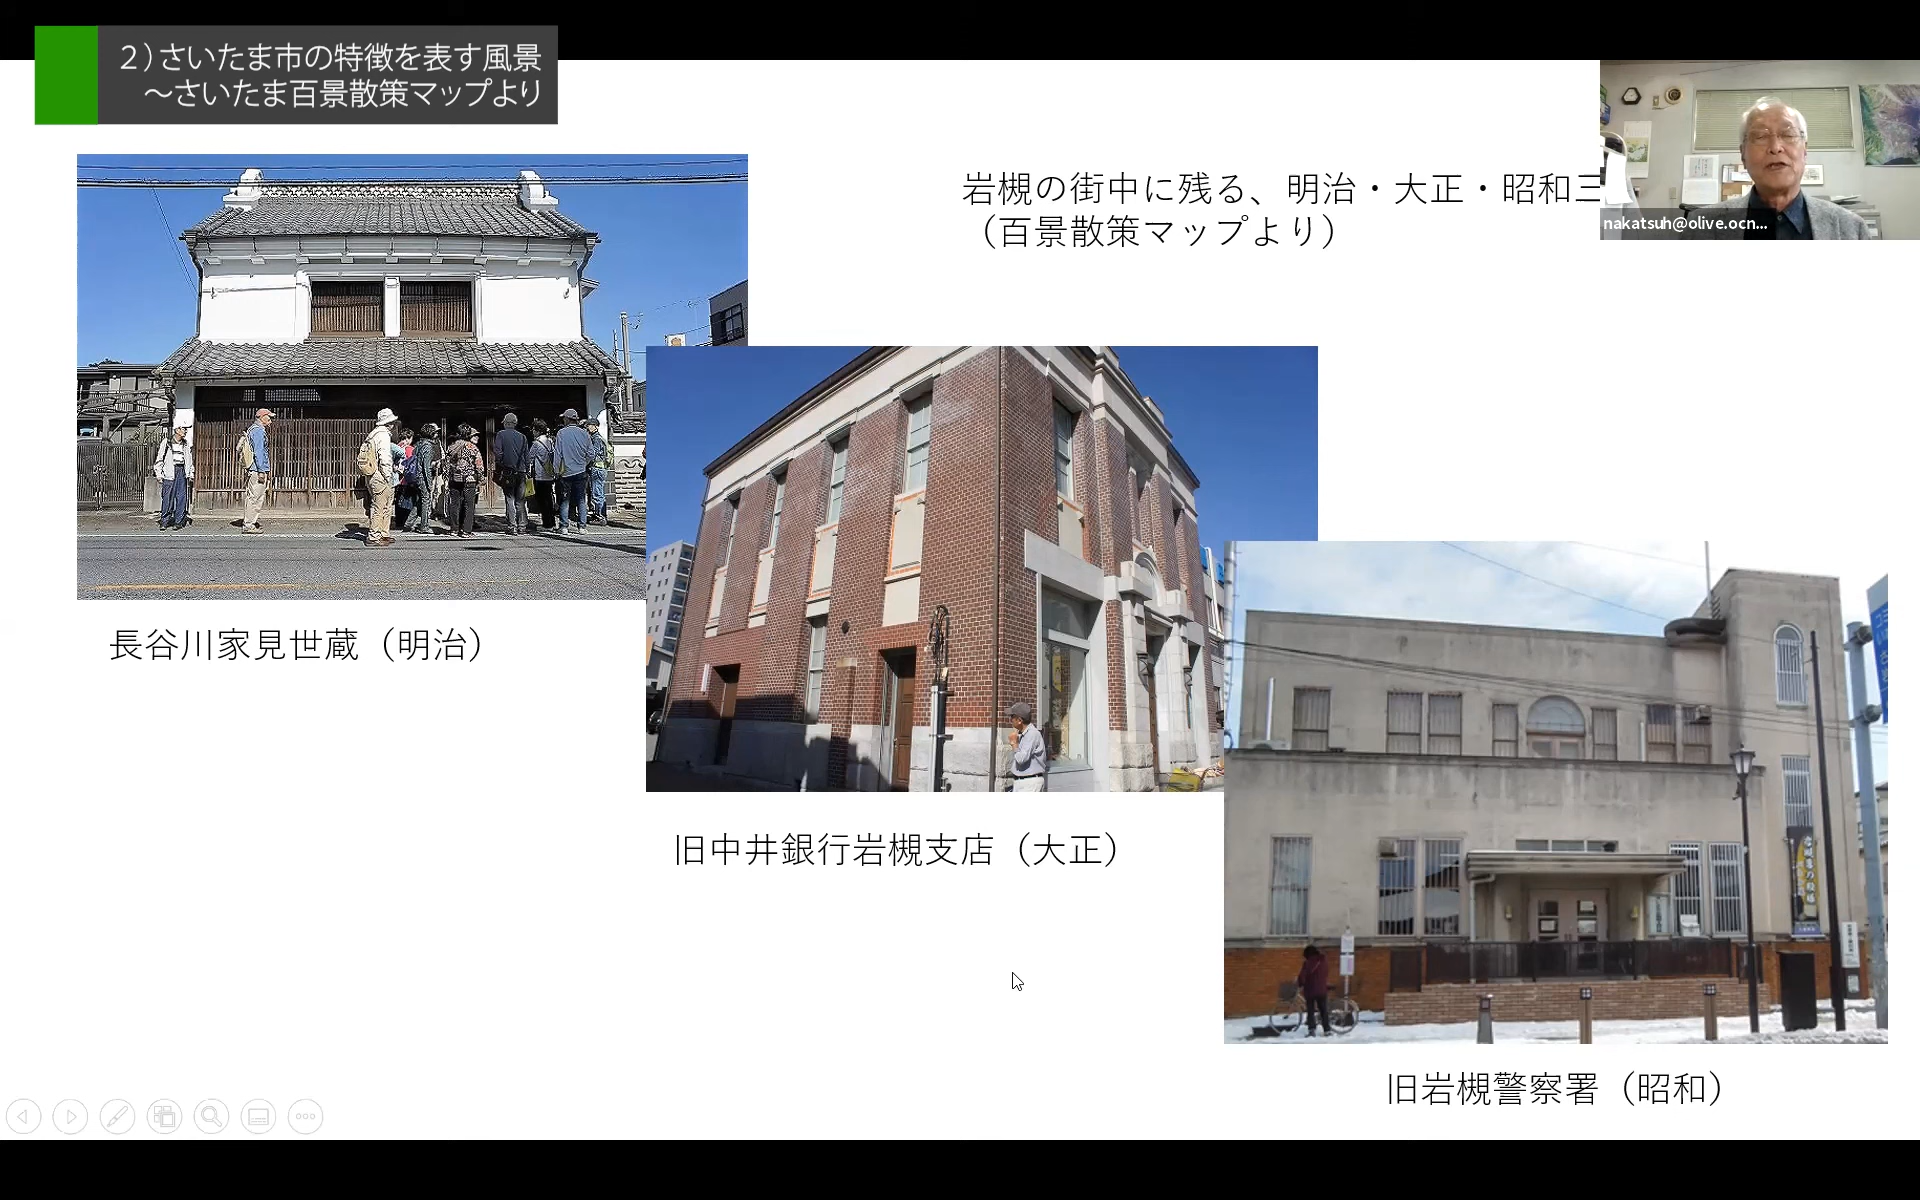 ２）さいたま市の特徴を表す風景
～さいたま百景散策マップより
岩槻の街中に残る、明治・大正・昭和三
（百景散策マップより）
nakatsuh@olive.ocn...
長谷川家見世蔵（明治）
旧中井銀行岩槻支店（大正）
旧岩槻警察署（昭和）